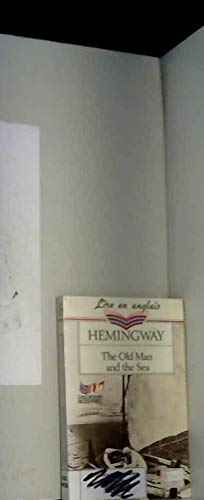 Lire en anglais
HEMINGWAY
The Old Man
and the Sea